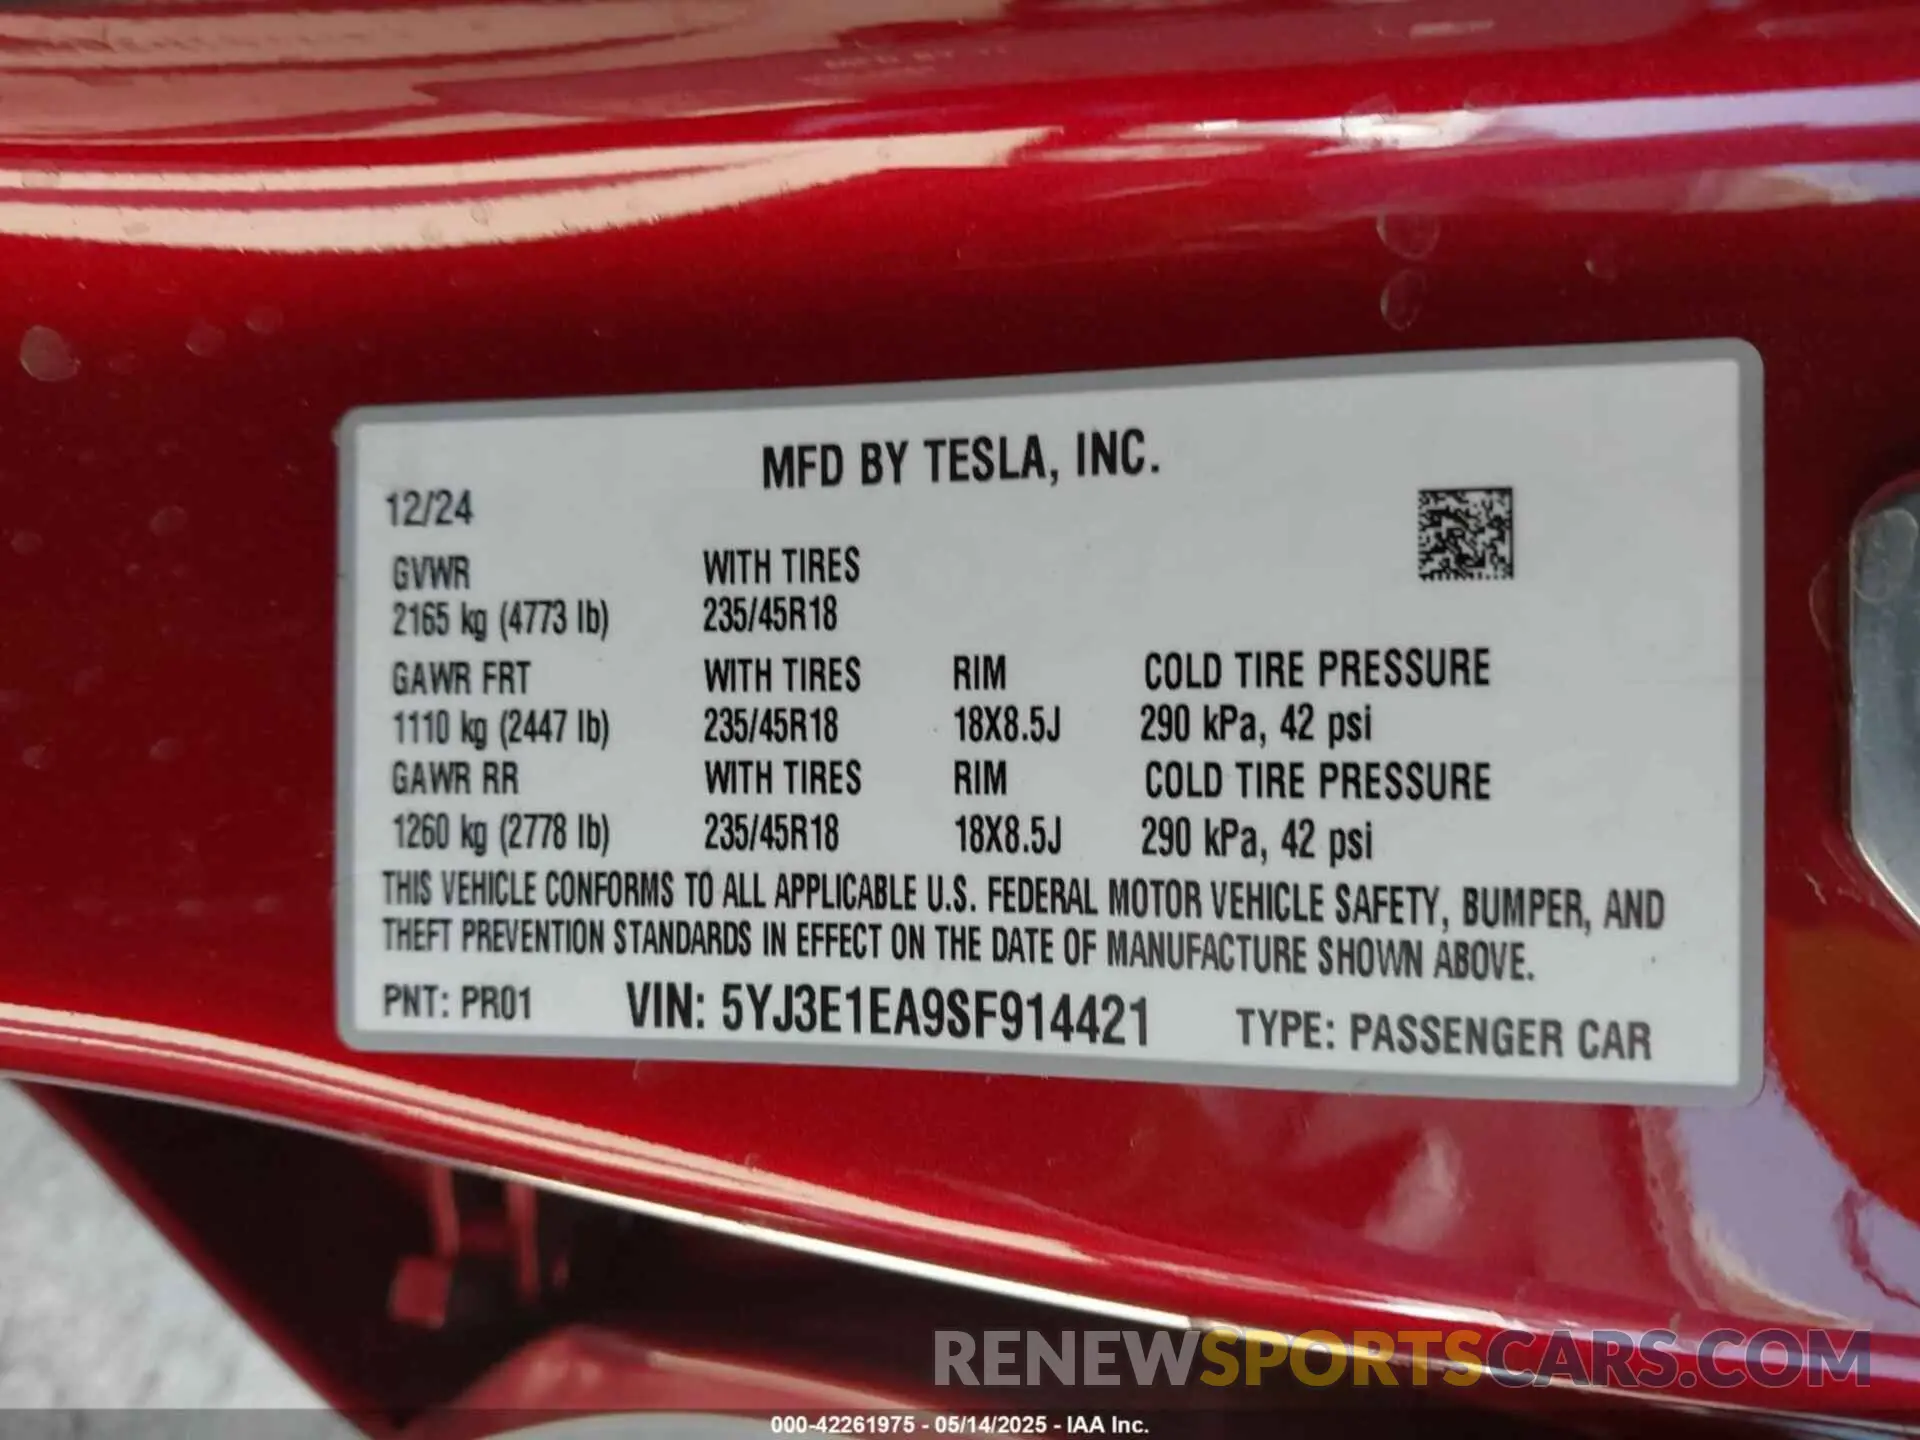 MFD BY TESLA, INC.
12/24
GVWR WITH TIRES
2165 kg (4773 lb) 235/45R18
GAWR FRT WITH TIRES RIM COLD TIRE PRESSURE
1110 kg (2447 lb) 235/45R18 18X8.5J 290 kPa, 42 psi
GAWR RR WITH TIRES RIM COLD TIRE PRESSURE
1260 kg (2778 lb) 235/45R18 18X8.5J 290 kPa, 42 psi
THIS VEHICLE CONFORMS TO ALL APPLICABLE U.S. FEDERAL MOTOR VEHICLE SAFETY, BUMPER, AND
THEFT PREVENTION STANDARDS IN EFFECT ON THE DATE OF MANUFACTURE SHOWN ABOVE.
PNT: PR01 VIN: 5YJ3E1EA9SF914421 TYPE: PASSENGER CAR
RENEWSPORTSCARS.COM
000-42261975 - 05/14/2025 - IAA Inc.